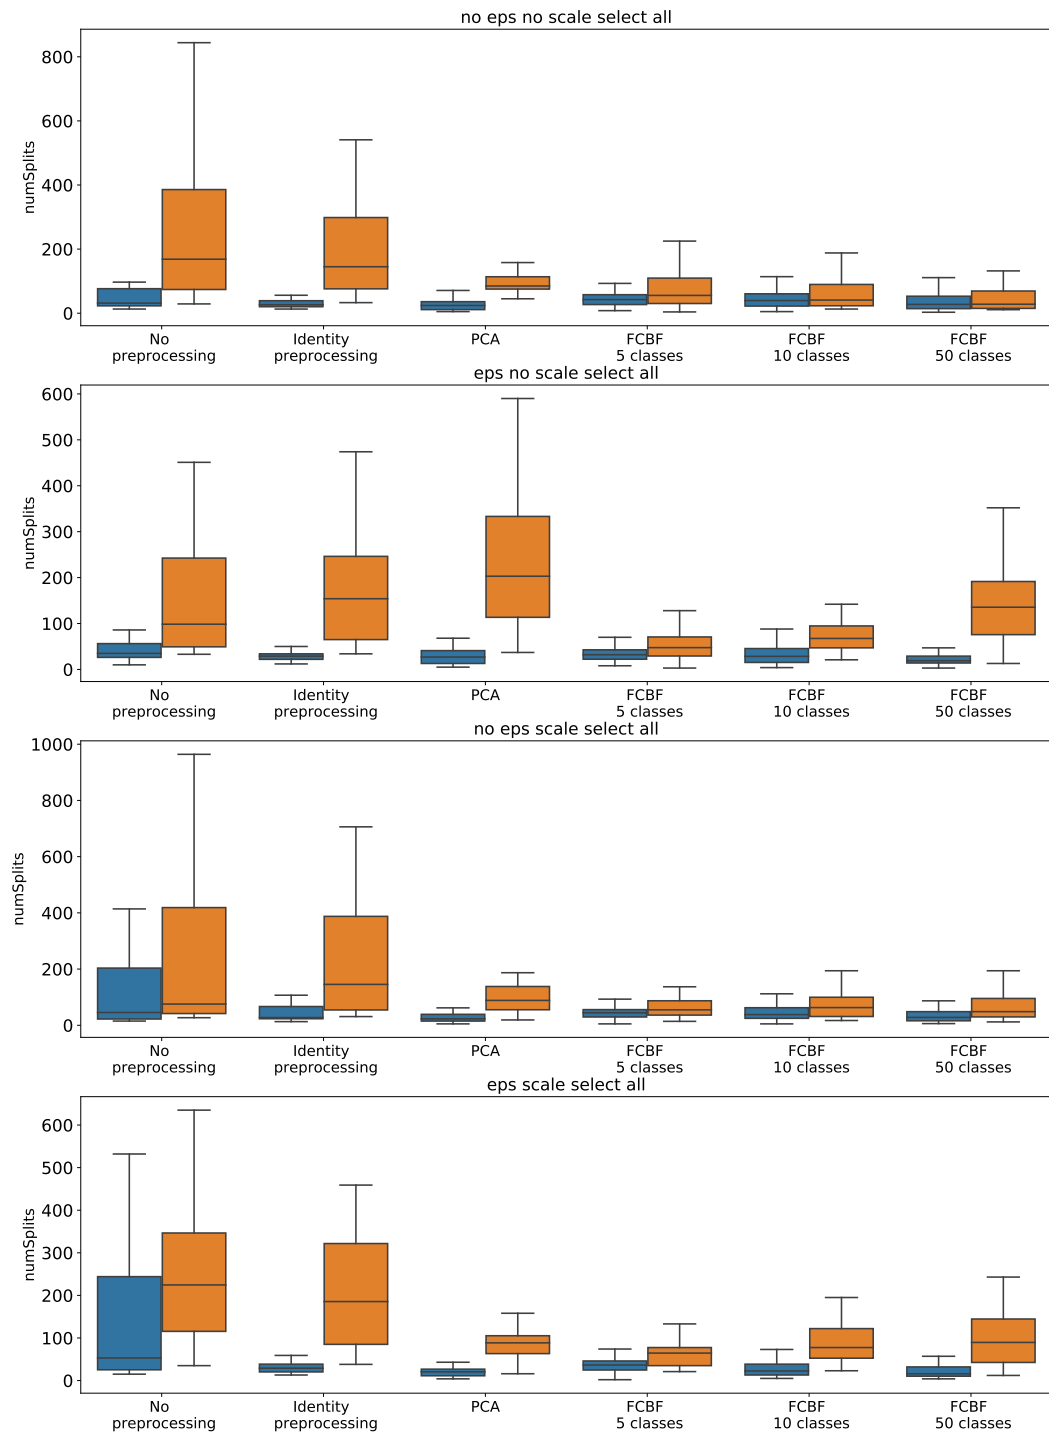 no eps no scale select all
800
600
400
200
0
numSplits
No
preprocessing
Identity
preprocessing
PCA
FCBF
5 classes
FCBF
10 classes
FCBF
50 classes
eps no scale select all
600
500
400
300
200
100
0
numSplits
No
preprocessing
Identity
preprocessing
PCA
FCBF
5 classes
FCBF
10 classes
FCBF
50 classes
no eps scale select all
1000
800
600
400
200
0
numSplits
No
preprocessing
Identity
preprocessing
PCA
FCBF
5 classes
FCBF
10 classes
FCBF
50 classes
eps scale select all
600
500
400
300
200
100
0
numSplits
No
preprocessing
Identity
preprocessing
PCA
FCBF
5 classes
FCBF
10 classes
FCBF
50 classes